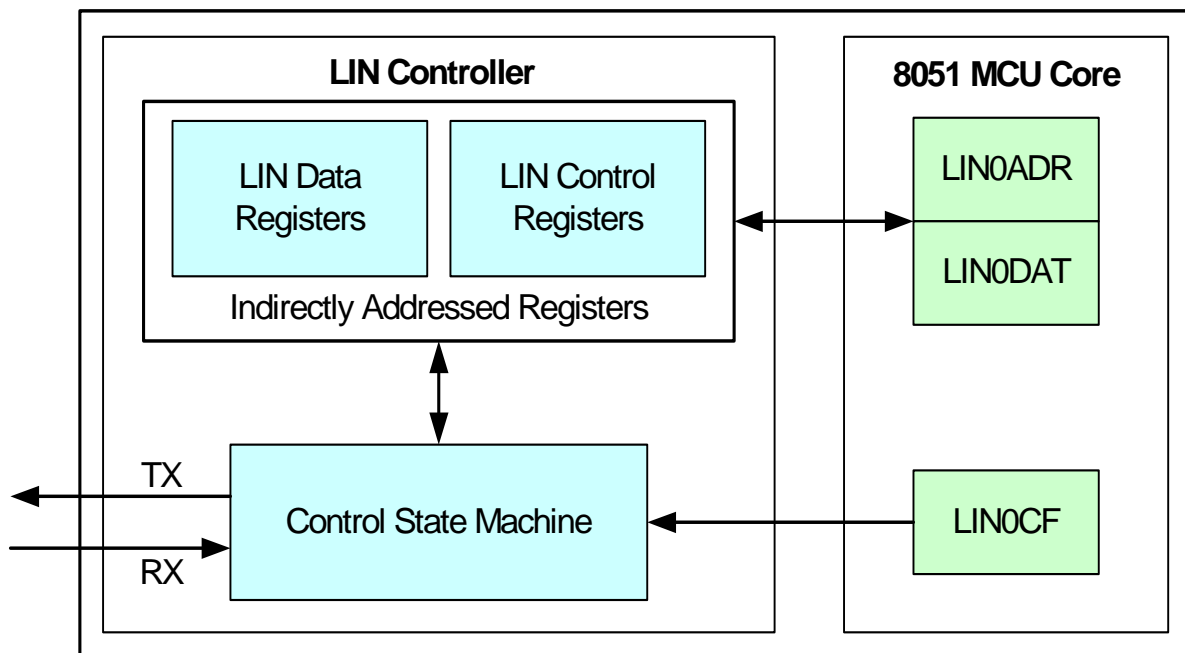 LIN Controller
8051 MCU Core
LIN Data
Registers
LIN Control
Registers
Indirectly Addressed Registers
LIN0ADR
LIN0DAT
TX
RX
Control State Machine
LIN0CF